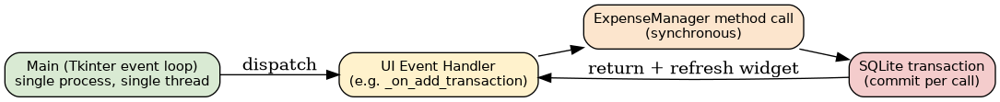 Main (Tkinter event loop)
single process, single thread
dispatch
UI Event Handler
(e.g. _on_add_transaction)
ExpenseManager method call
(synchronous)
return + refresh widget
SQLite transaction
(commit per call)